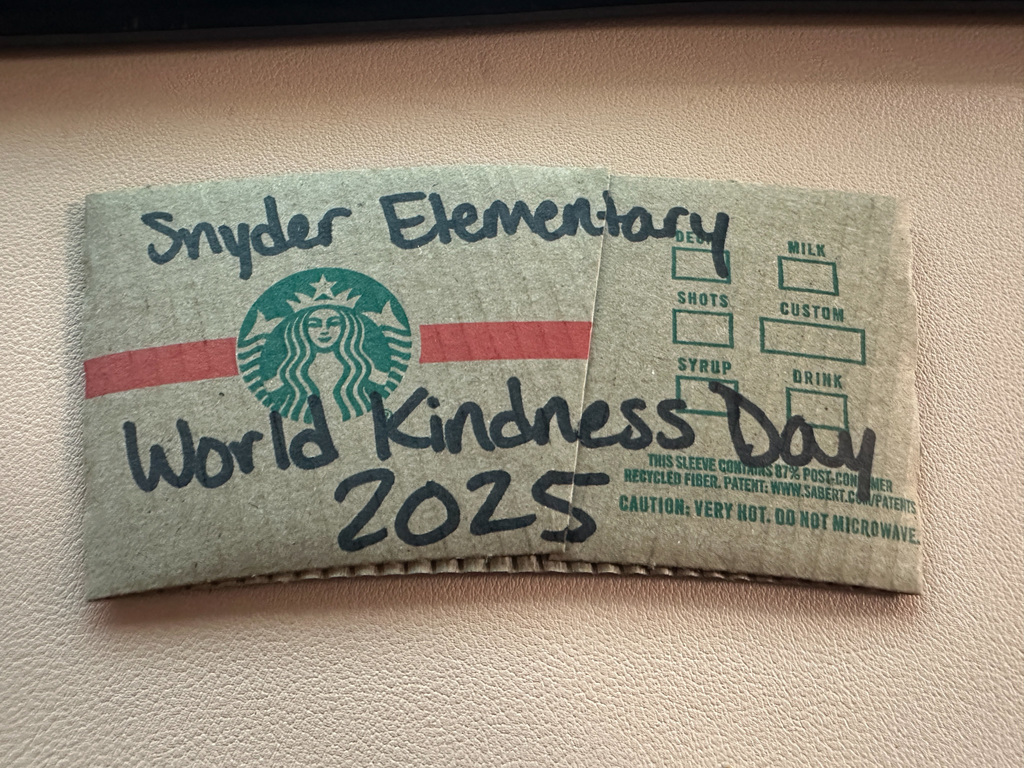 Snyder Elementary
DECAF
MILK
SHOTS
CUSTOM
SYRUP
DRINK
World Kindness Day
2025
THIS SLEEVE CONTAINS 87% POST-CONSUMER
RECYCLED FIBER. PATENT: WWW.SABERT.COM/PATENTS
CAUTION: VERY HOT. DO NOT MICROWAVE.